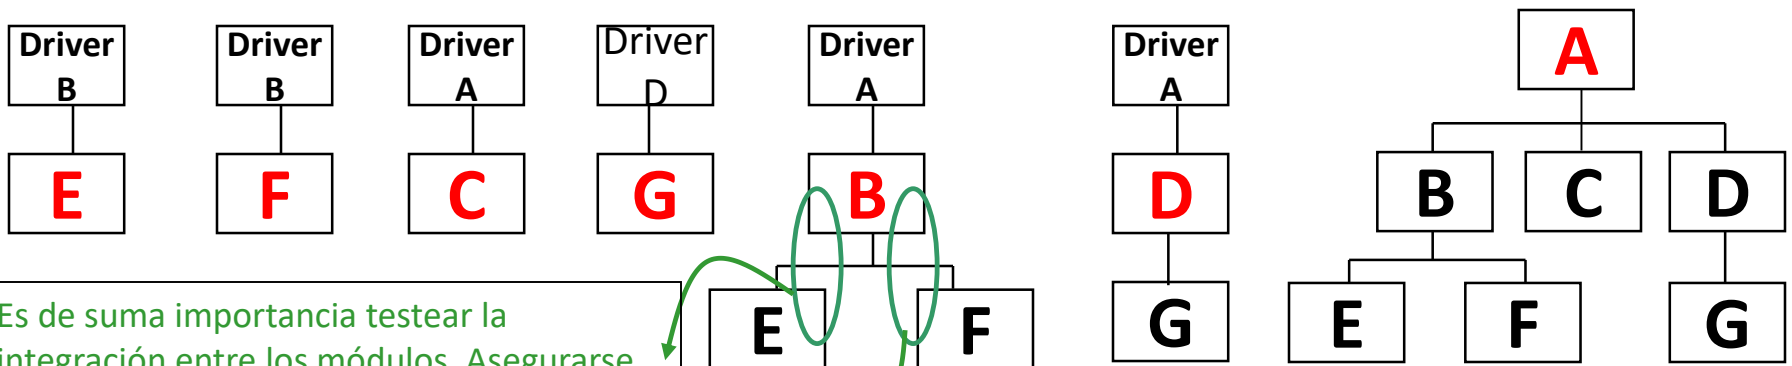 Driver
B
E
Driver
B
F
Driver
A
C
Driver
D
G
Driver
A
B
E
F
Driver
A
D
G
A
B
C
D
E
F
G
Es de suma importancia testear la
integración entre los módulos. Asegurarse